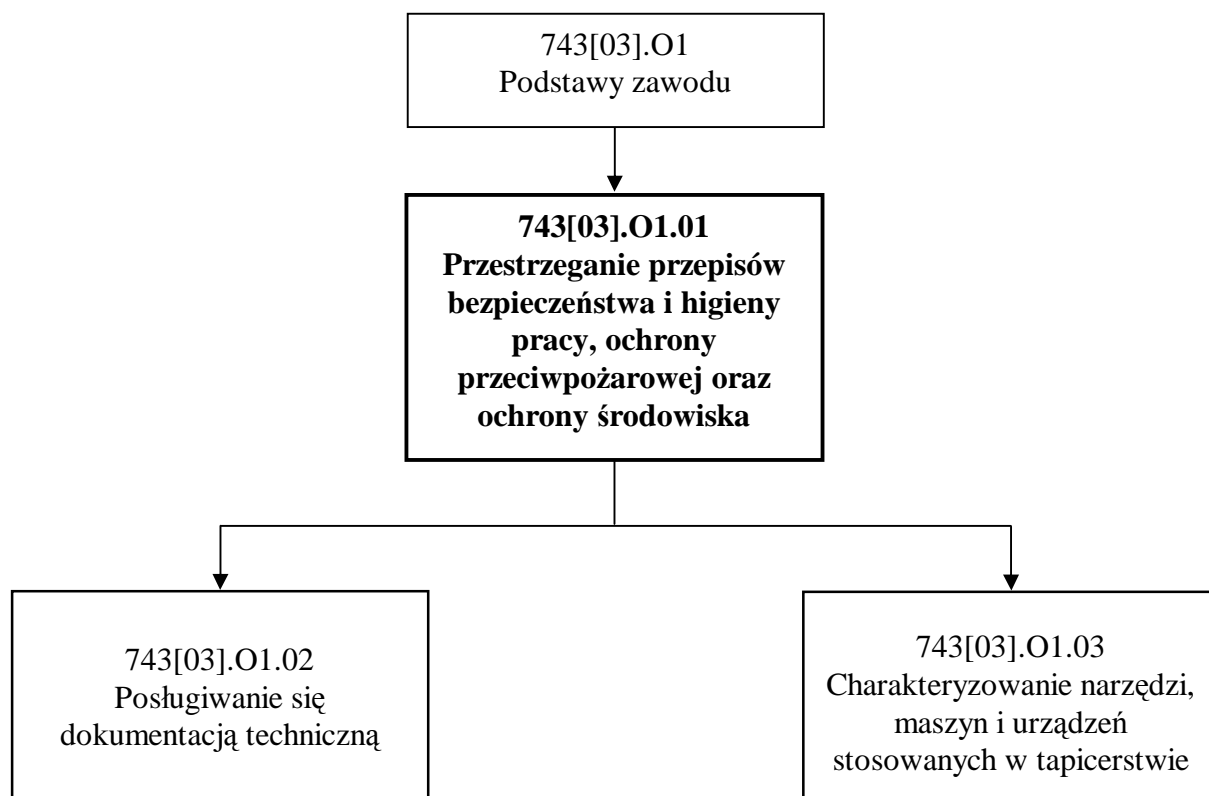 743[03].O1
Podstawy zawodu
743[03].O1.01
Przestrzeganie przepisów
bezpieczeństwa i higieny
pracy, ochrony
przeciwpożarowej oraz
ochrony środowiska
743[03].O1.02
Posługiwanie się
dokumentacją techniczną
743[03].O1.03
Charakteryzowanie narzędzi,
maszyn i urządzeń
stosowanych w tapicerstwie